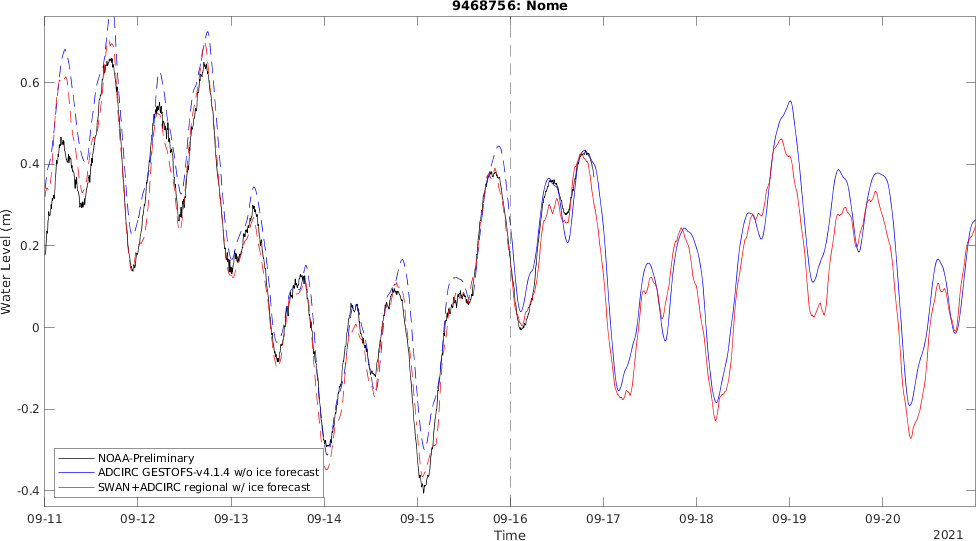 9468756: Nome
Water Level (m)
0.6
0.4
0.2
0
-0.2
-0.4
NOAA-Preliminary
ADCIRC GESTOFS-v4.1.4 w/o ice forecast
SWAN+ADCIRC regional w/ ice forecast
09-11 09-12 09-13 09-14 09-15 09-16 09-17 09-18 09-19 09-20
Time
2021